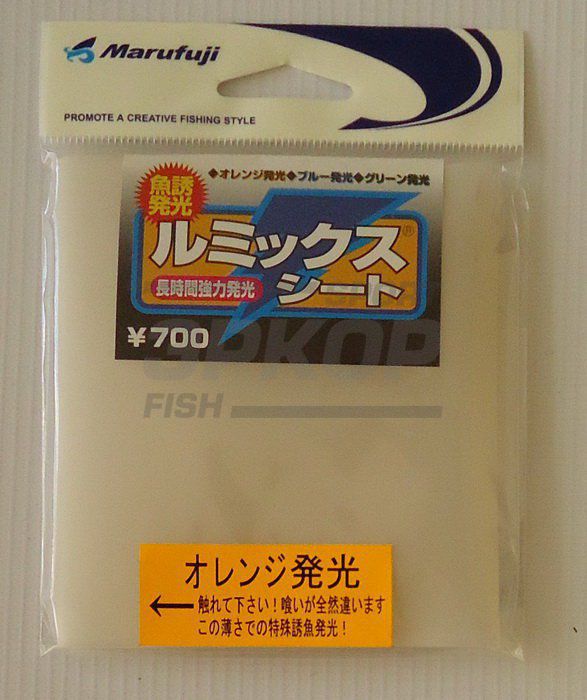 Marufuji
PROMOTE A CREATIVE FISHING STYLE
◆オレンジ発光◆ブルー発光◆グリーン発光
魚誘
発光
ルミックス®
シート
長時間強力発光
¥700
FISH
オレンジ発光
←触れて下さい!喰いが全然違います
この薄さでの特殊誘魚発光!